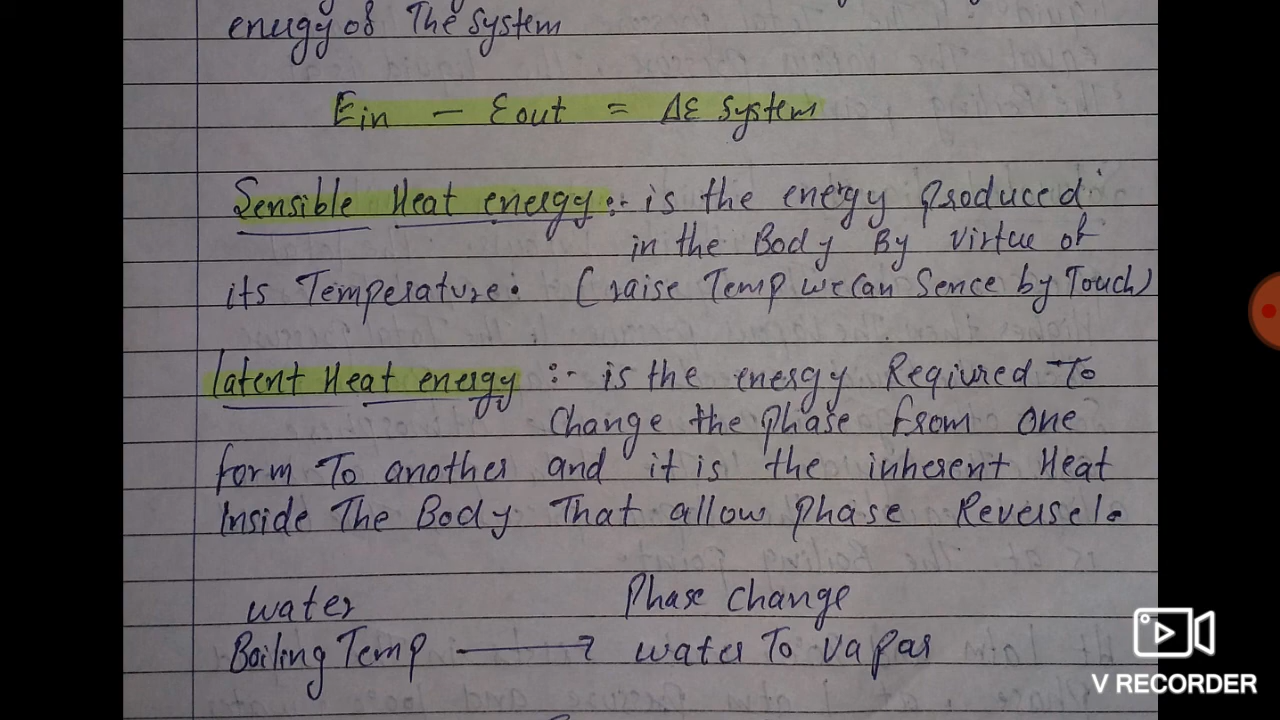 energy of The System
Ein - Eout = ΔE System
Sensible Heat energy :- is the energy produced
in the Body By virtue of
its Temperature. (raise Temp we Can Sence by Touch)
latent Heat energy :- is the energy Reqiured To
Change the Phase from one
form To another and it is the inherent Heat
Inside The Body That allow Phase Reversel.
water Phase change
Boiling Temp → water To vapar
V RECORDER